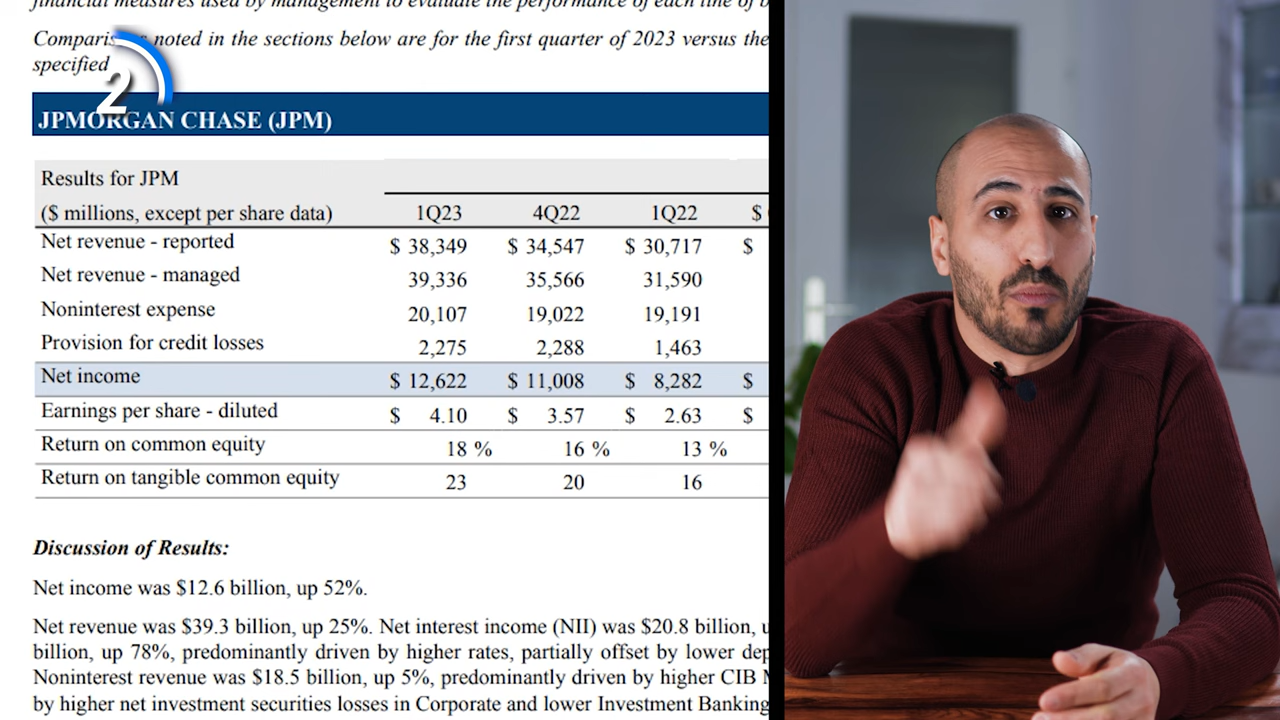 financial measures used by management to evaluate the performance of each line of
Comparisons noted in the sections below are for the first quarter of 2023 versus the
specified
2
JPMORGAN CHASE (JPM)
Results for JPM
($ millions, except per share data) 1Q23 4Q22 1Q22 $
Net revenue - reported $ 38,349 $ 34,547 $ 30,717 $
Net revenue - managed 39,336 35,566 31,590
Noninterest expense 20,107 19,022 19,191
Provision for credit losses 2,275 2,288 1,463
Net income $ 12,622 $ 11,008 $ 8,282 $
Earnings per share - diluted $ 4.10 $ 3.57 $ 2.63 $
Return on common equity 18 % 16 % 13 %
Return on tangible common equity 23 20 16
Discussion of Results:
Net income was $12.6 billion, up 52%.
Net revenue was $39.3 billion, up 25%. Net interest income (NII) was $20.8 billion,
billion, up 78%, predominantly driven by higher rates, partially offset by lower
Noninterest revenue was $18.5 billion, up 5%, predominantly driven by higher CIB
by higher net investment securities losses in Corporate and lower Investment Banking